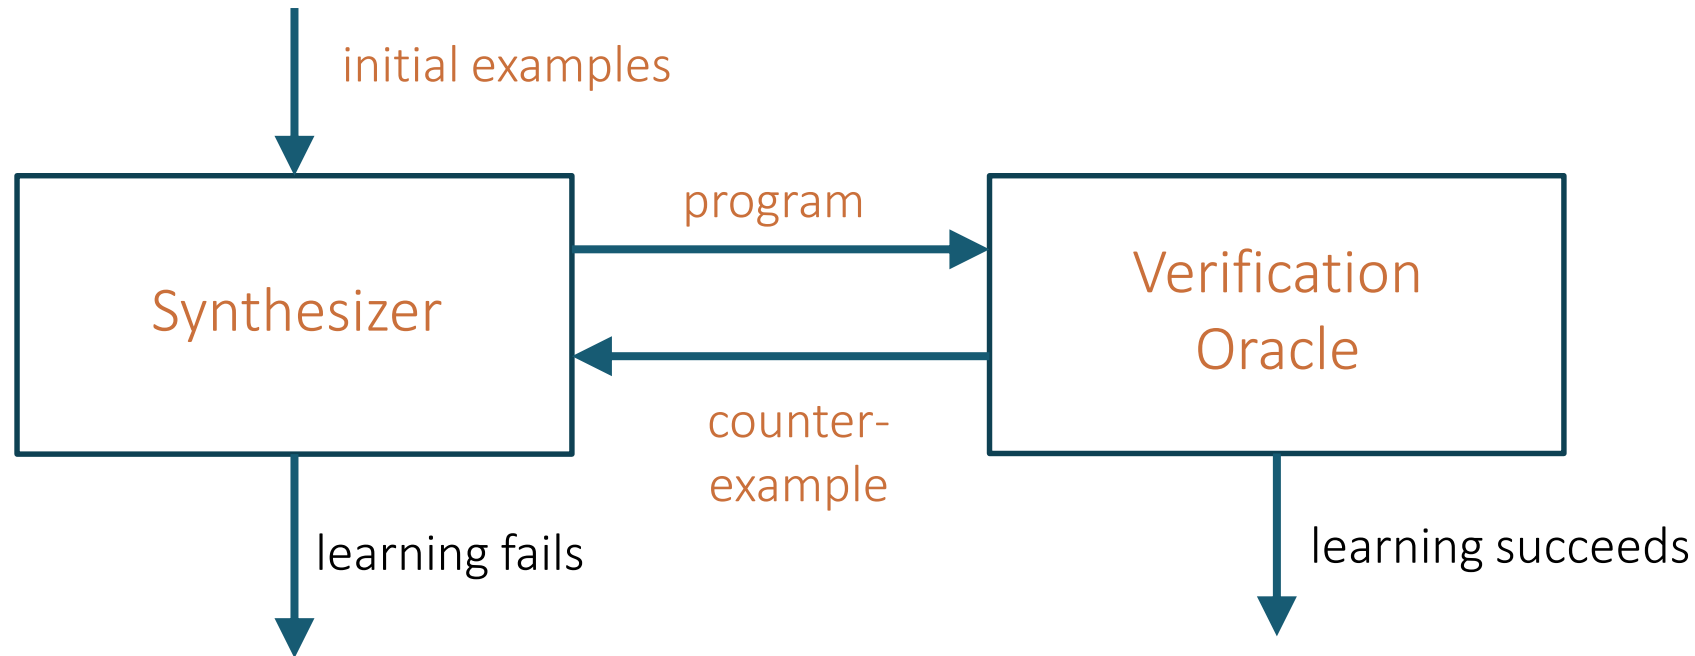 initial examples
program
Synthesizer
Verification
Oracle
counter-
example
learning fails
learning succeeds